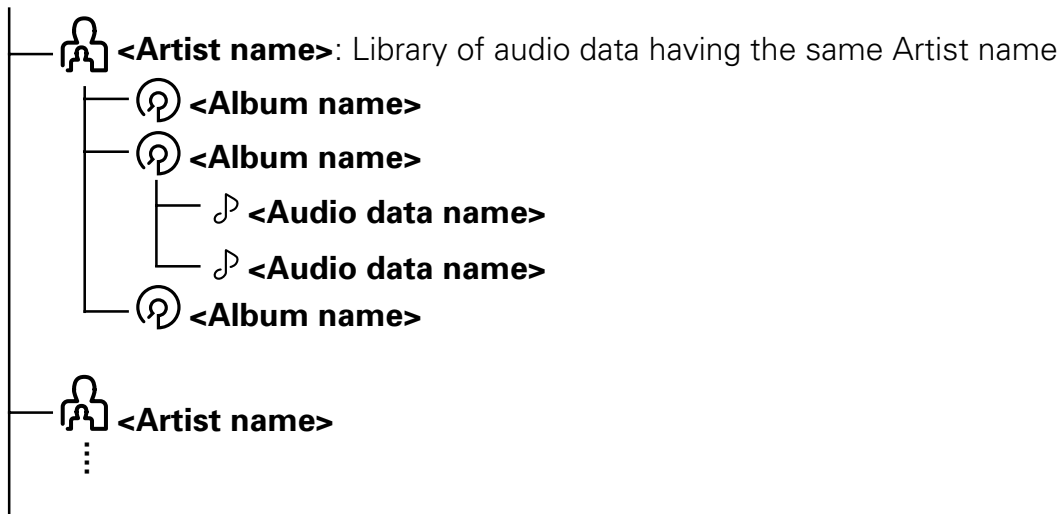 <Artist name>: Library of audio data having the same Artist name
<Album name>
<Album name>
<Audio data name>
<Audio data name>
<Album name>
<Artist name>